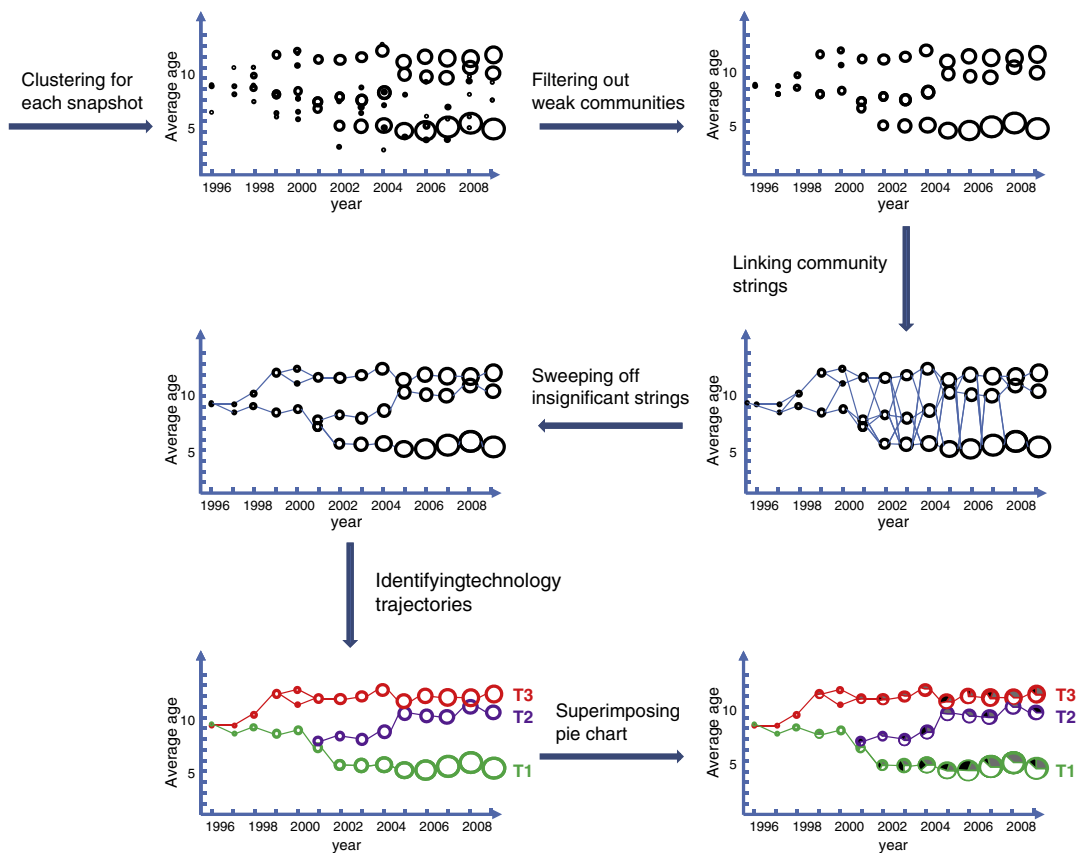 Clustering for
each snapshot
Average age
10
5
1996 1998 2000 2002 2004 2006 2008
year
Filtering out
weak communities
Average age
10
5
1996 1998 2000 2002 2004 2006 2008
year
Linking community
strings
Average age
10
5
1996 1998 2000 2002 2004 2006 2008
year
Sweeping off
insignificant strings
Average age
10
5
1996 1998 2000 2002 2004 2006 2008
year
Identifyingtechnology
trajectories
Average age
10
5
T3
T2
T1
1996 1998 2000 2002 2004 2006 2008
year
Superimposing
pie chart
Average age
10
5
T3
T2
T1
1996 1998 2000 2002 2004 2006 2008
year